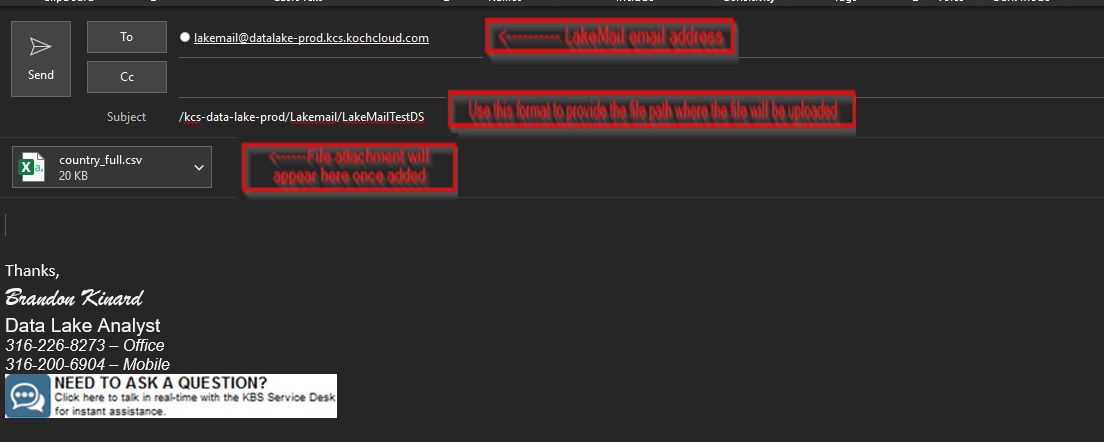 To
lakemail@datalake-prod.kcs.kochcloud.com
<---------- LakeMail email address
Send
Cc
Subject
/kcs-data-lake-prod/Lakemail/LakeMailTestDS
Use this format to provide the file path where the file will be uploaded
country_full.csv
20 KB
<------File attachment will
appear here once added
Thanks,
Brandon Kinard
Data Lake Analyst
316-226-8273 – Office
316-200-6904 – Mobile
NEED TO ASK A QUESTION?
Click here to talk in real-time with the KBS Service Desk
for instant assistance.